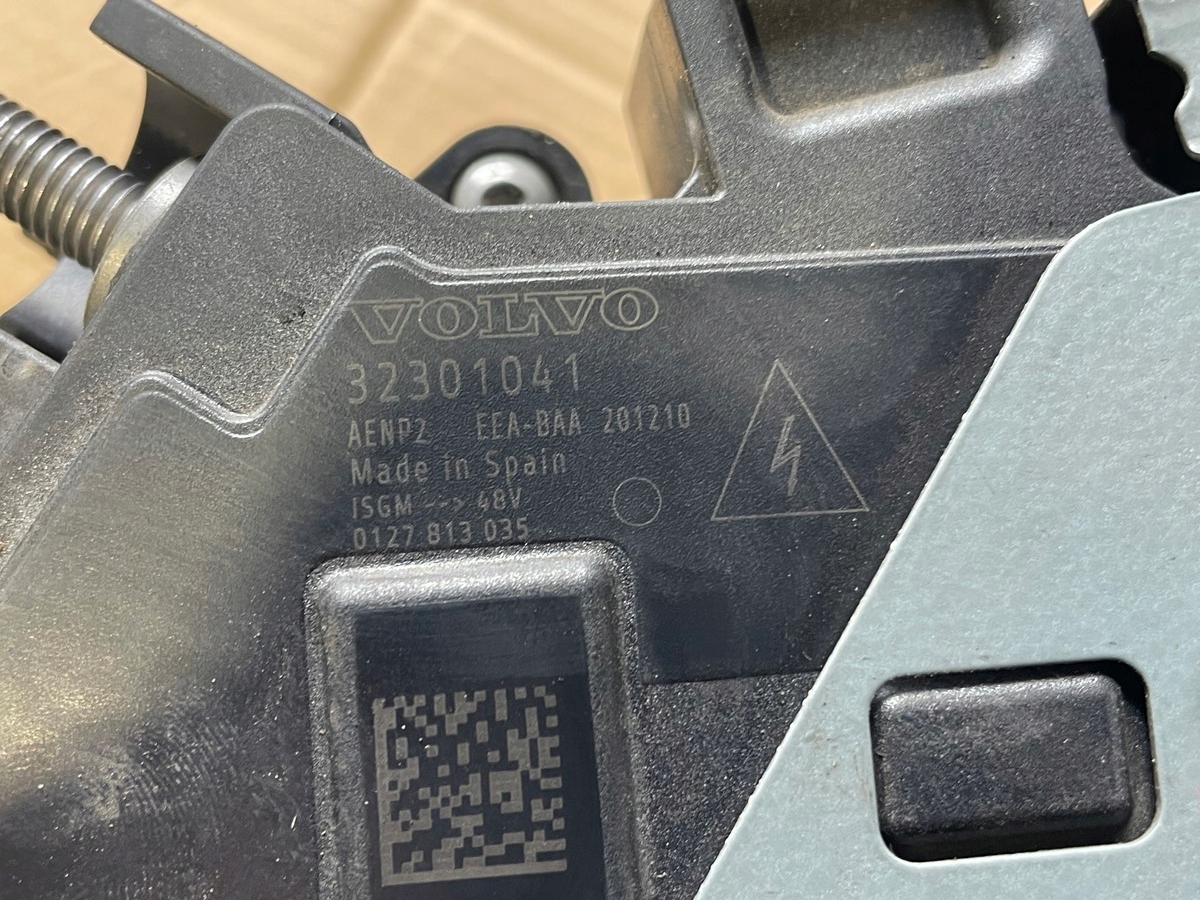 VOLVO
32301041
AENP2 EEA-BAA 201210
Made in Spain
ISGM --> 48V
0127 813 035